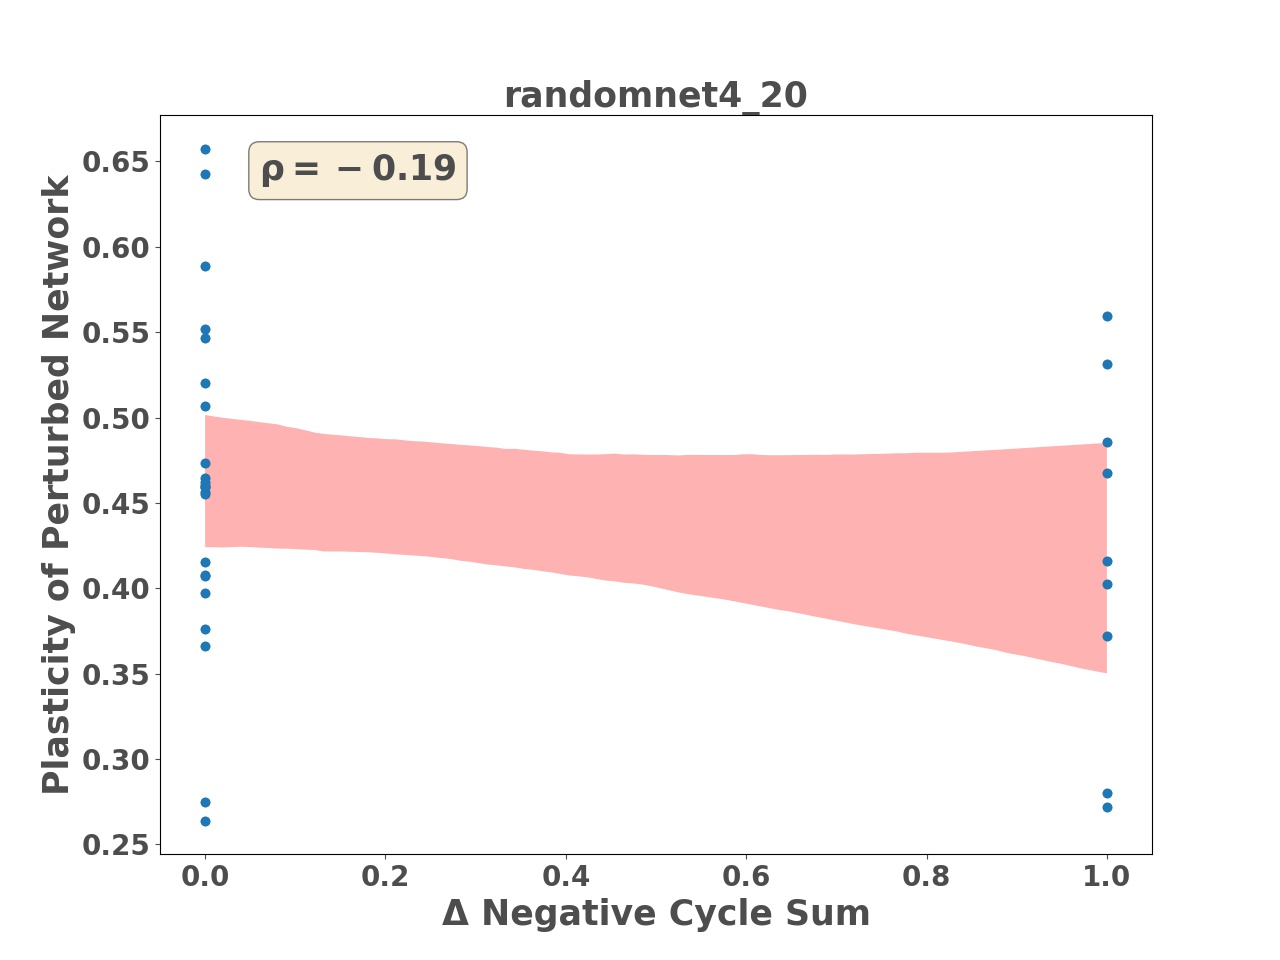 randomnet4_20
ρ = − 0.19
Plasticity of Perturbed Network
0.65
0.60
0.55
0.50
0.45
0.40
0.35
0.30
0.25
0.0 0.2 0.4 0.6 0.8 1.0
Δ Negative Cycle Sum